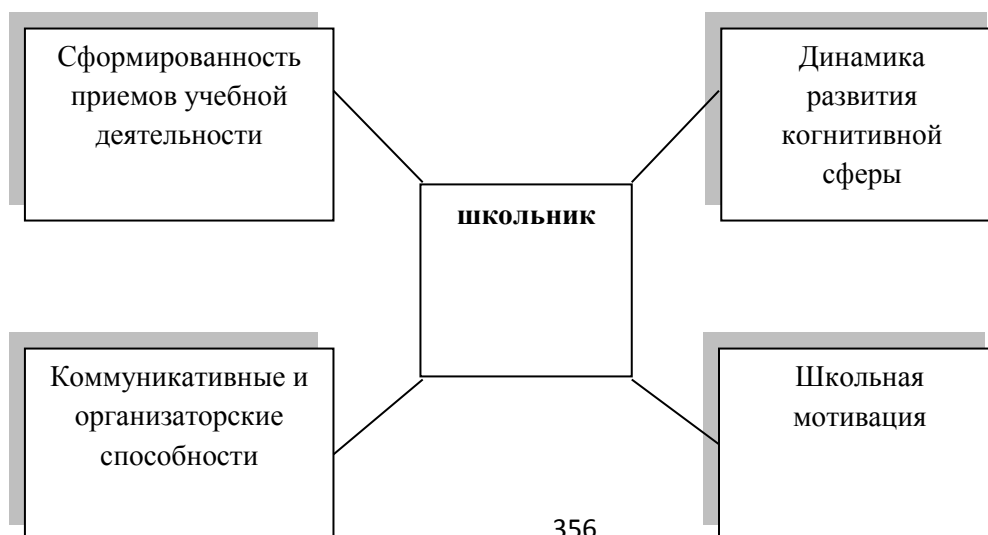 Сформированность
приемов учебной
деятельности
Динамика
развития
когнитивной
сферы
школьник
Коммуникативные и
организаторские
способности
Школьная
мотивация
356